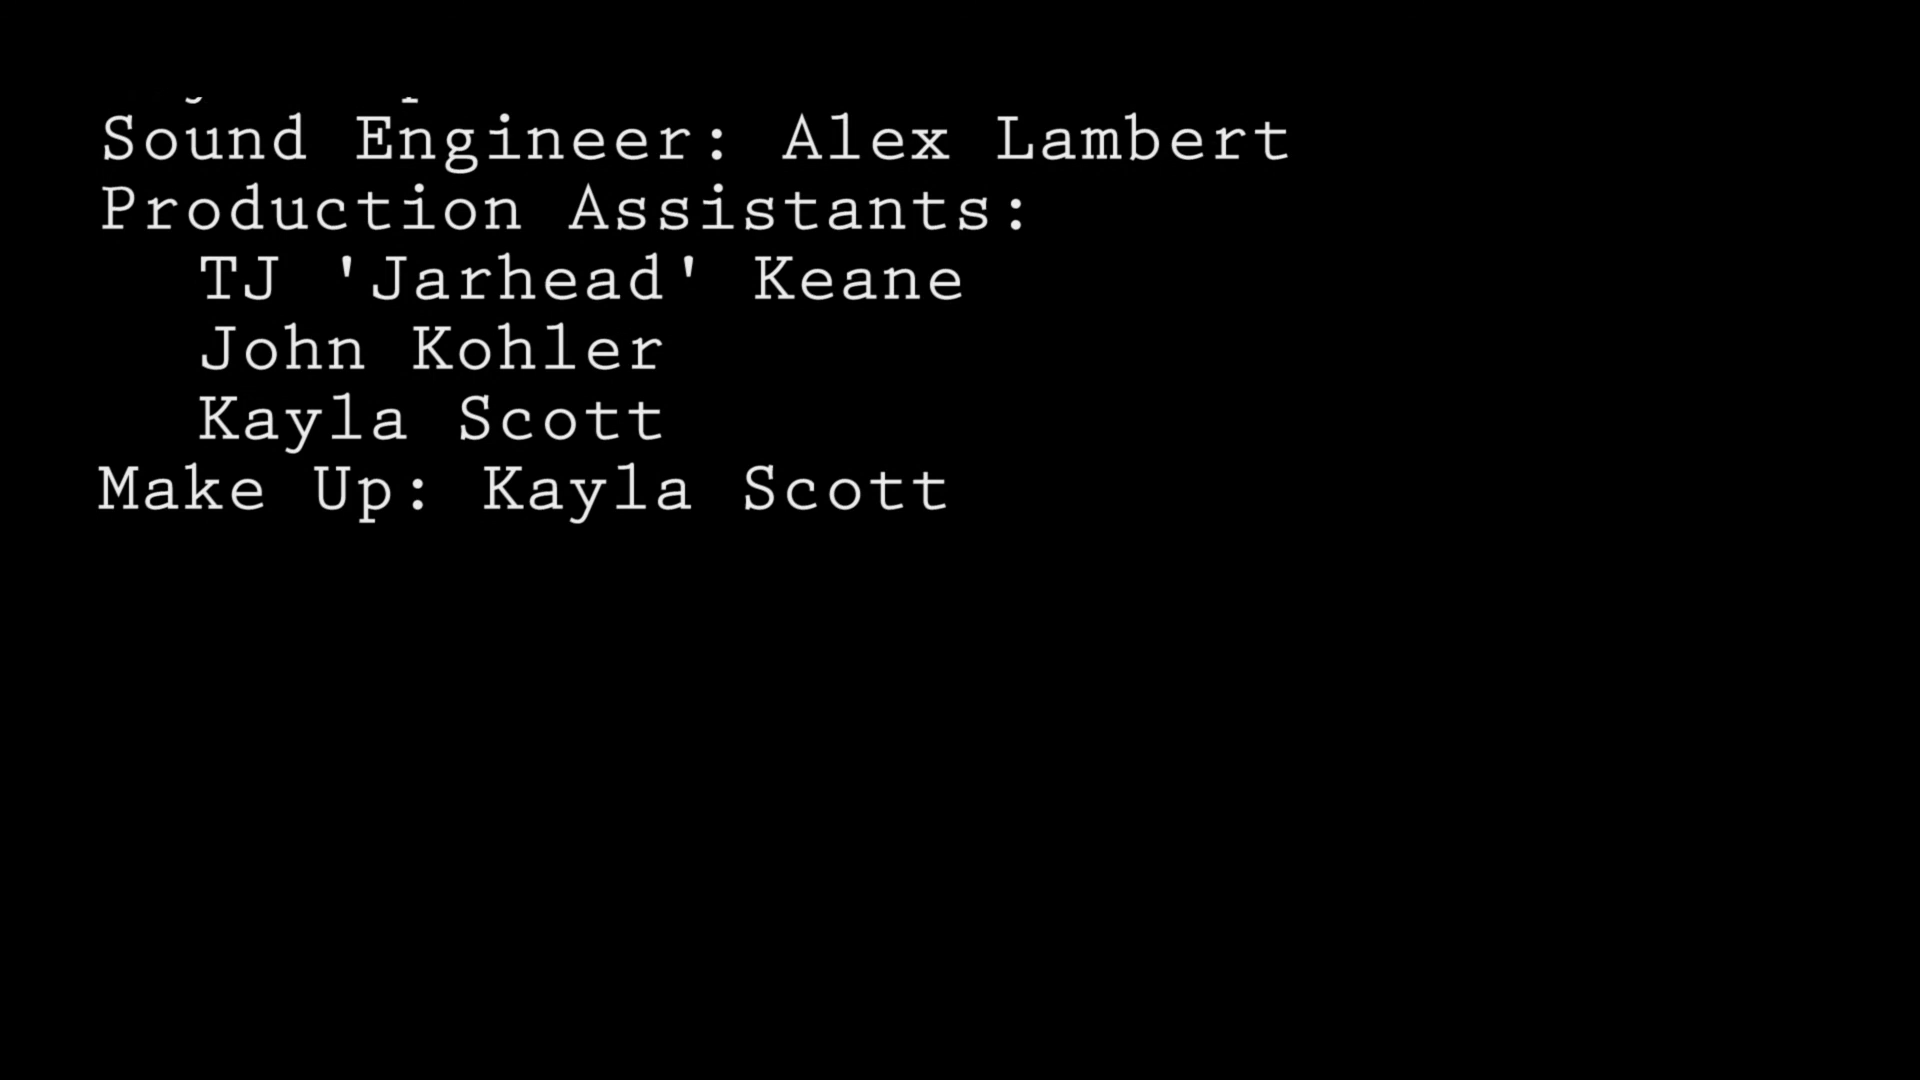 Sound Engineer: Alex Lambert
Production Assistants:
TJ 'Jarhead' Keane
John Kohler
Kayla Scott
Make Up: Kayla Scott